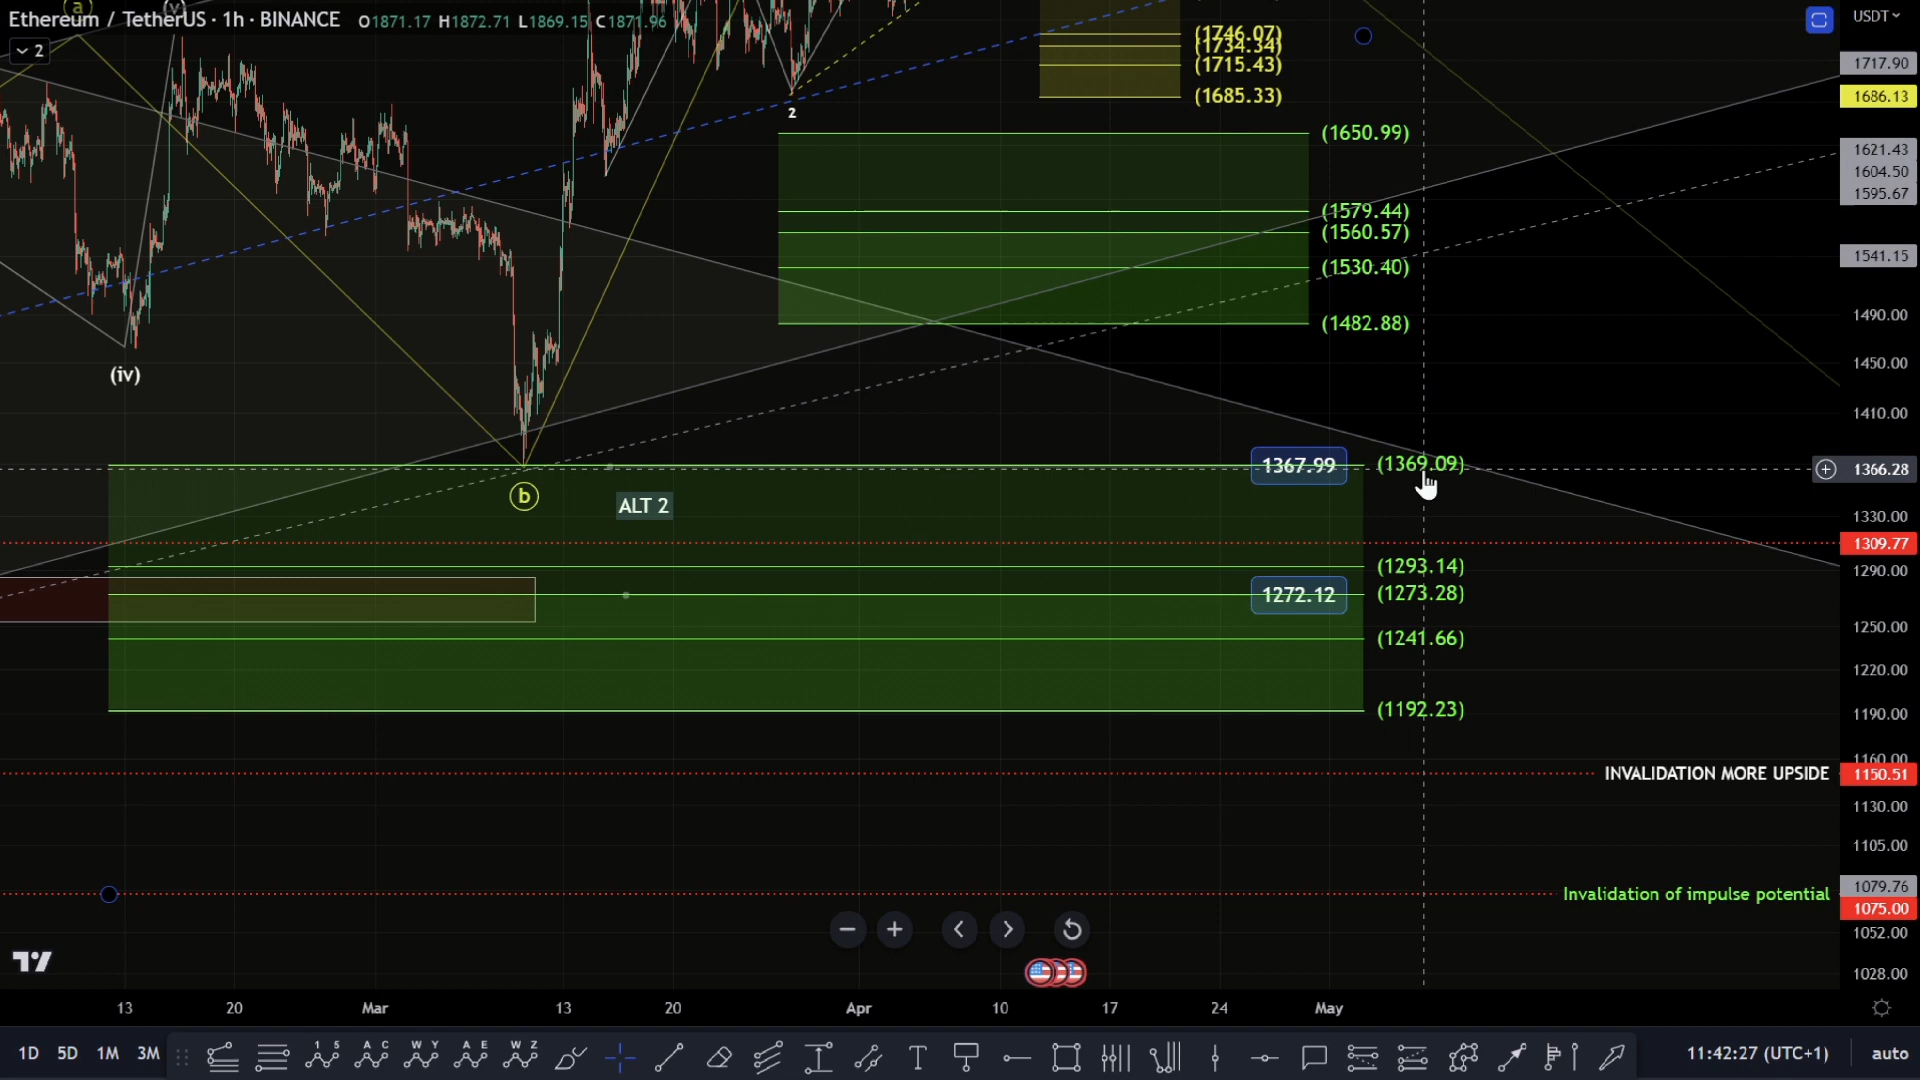 Ethereum / TetherUS · 1h · BINANCE O1871.17 H1872.71 L1869.15 C1871.96
USDT
2
a
(v)
(1746.07)
(1734.34)
(1715.43)
(1685.33)
1717.90
1686.13
2
(1650.99)
1621.43
1604.50
1595.67
(1579.44)
(1560.57)
1541.15
(1530.40)
(1482.88)
1490.00
1450.00
(iv)
1410.00
1367.99
(1369.09)
1366.28
b
ALT 2
1330.00
1309.77
(1293.14)
1290.00
1272.12
(1273.28)
1250.00
(1241.66)
1220.00
(1192.23)
1190.00
1160.00
INVALIDATION MORE UPSIDE
1150.51
1130.00
1105.00
Invalidation of impulse potential
1079.76
1075.00
1052.00
1028.00
13 20 Mar 13 20 Apr 10 17 24 May
1D 5D 1M 3M
1 5
A C
W Y
A E
W Z
T
11:42:27 (UTC+1)
auto